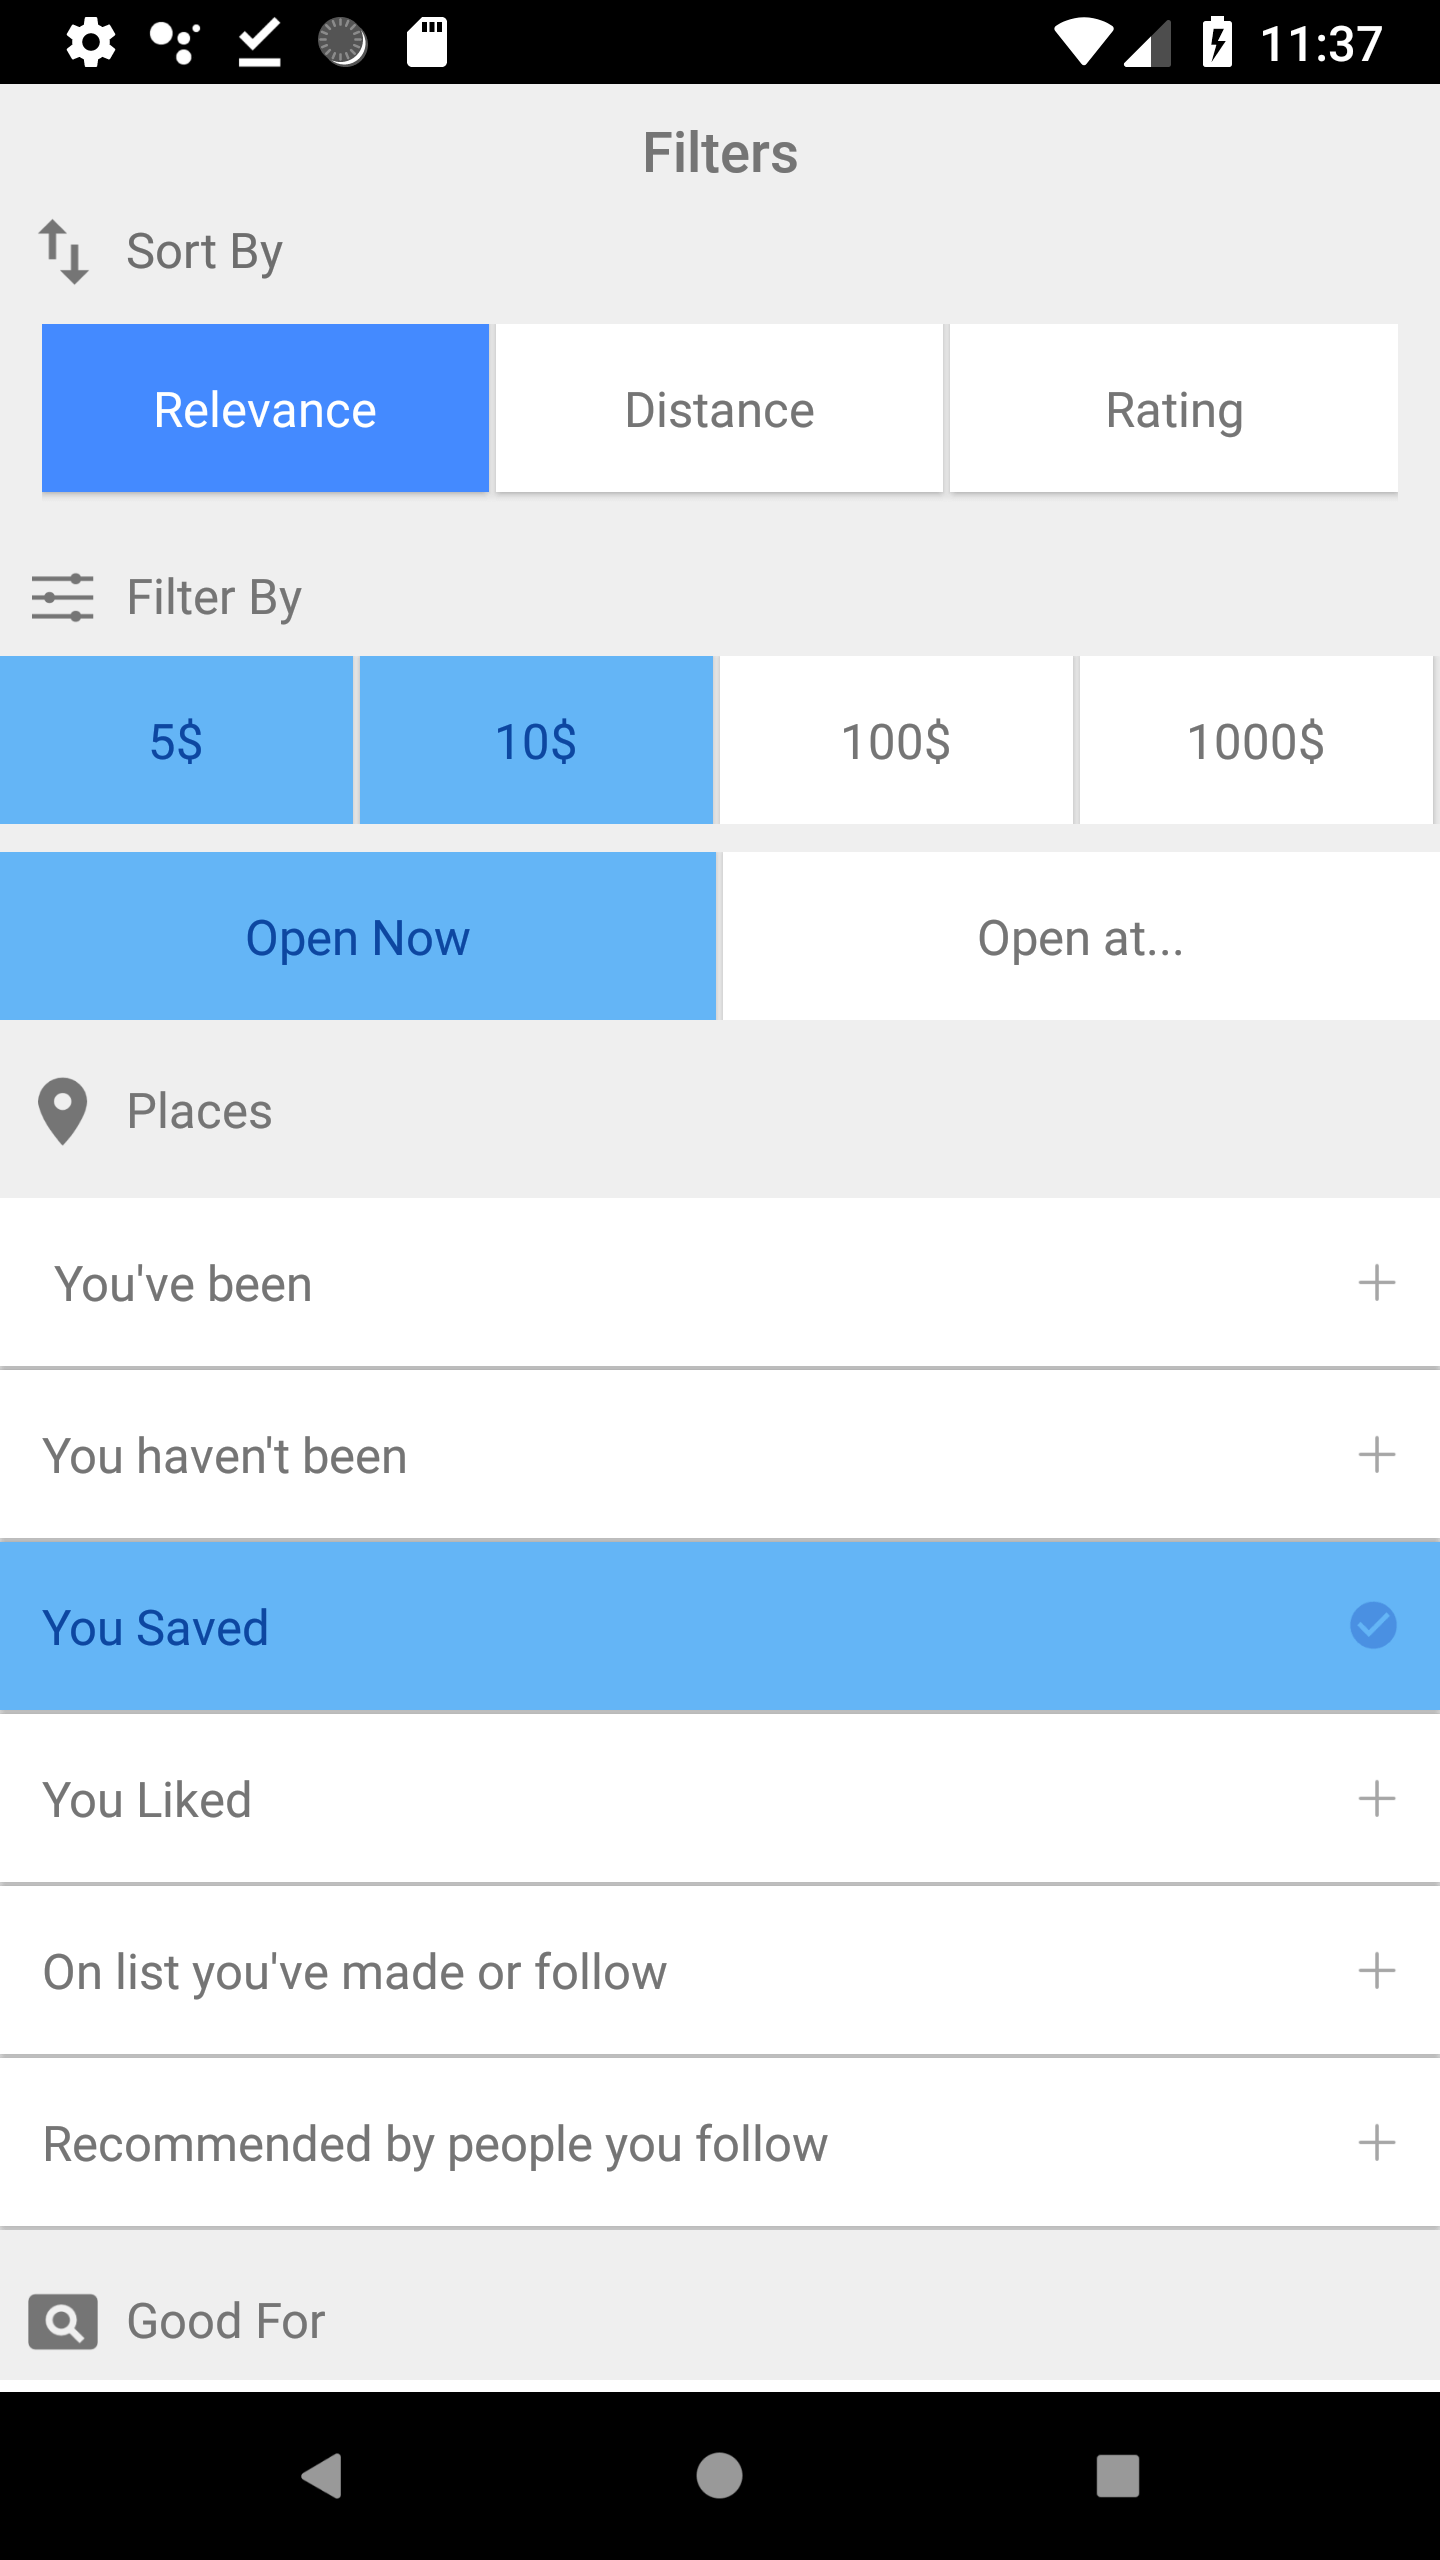 11:37
Filters
Sort By
Relevance Distance Rating
Filter By
5$ 10$ 100$ 1000$
Open Now Open at...
Places
You've been
You haven't been
You Saved
You Liked
On list you've made or follow
Recommended by people you follow
Good For